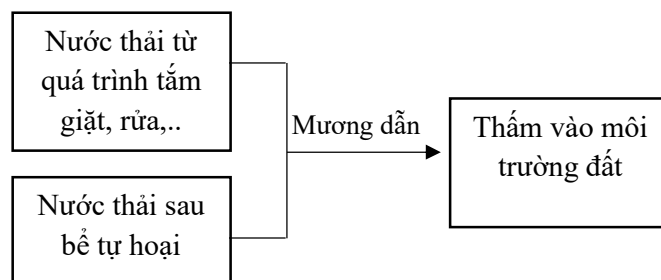 Nước thải từ
quá trình tắm
giặt, rửa,..
Mương dẫn
Thấm vào môi
trường đất
Nước thải sau
bể tự hoại